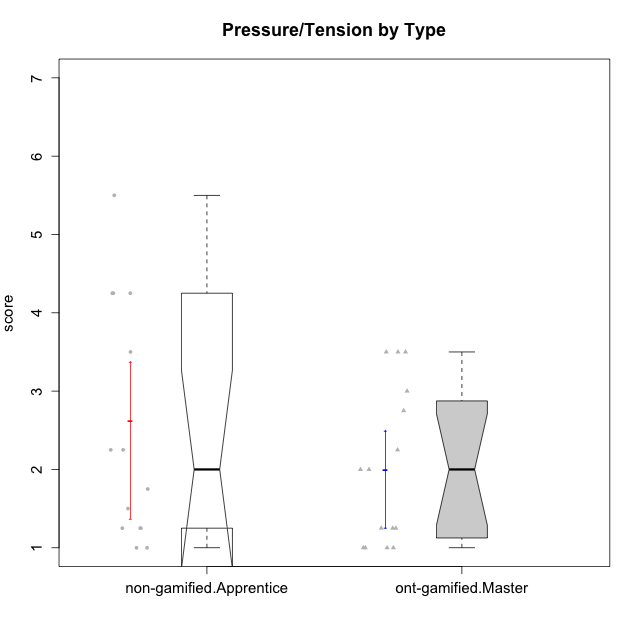 Pressure/Tension by Type
7
6
5
4
3
2
1
score
non-gamified.Apprentice
ont-gamified.Master